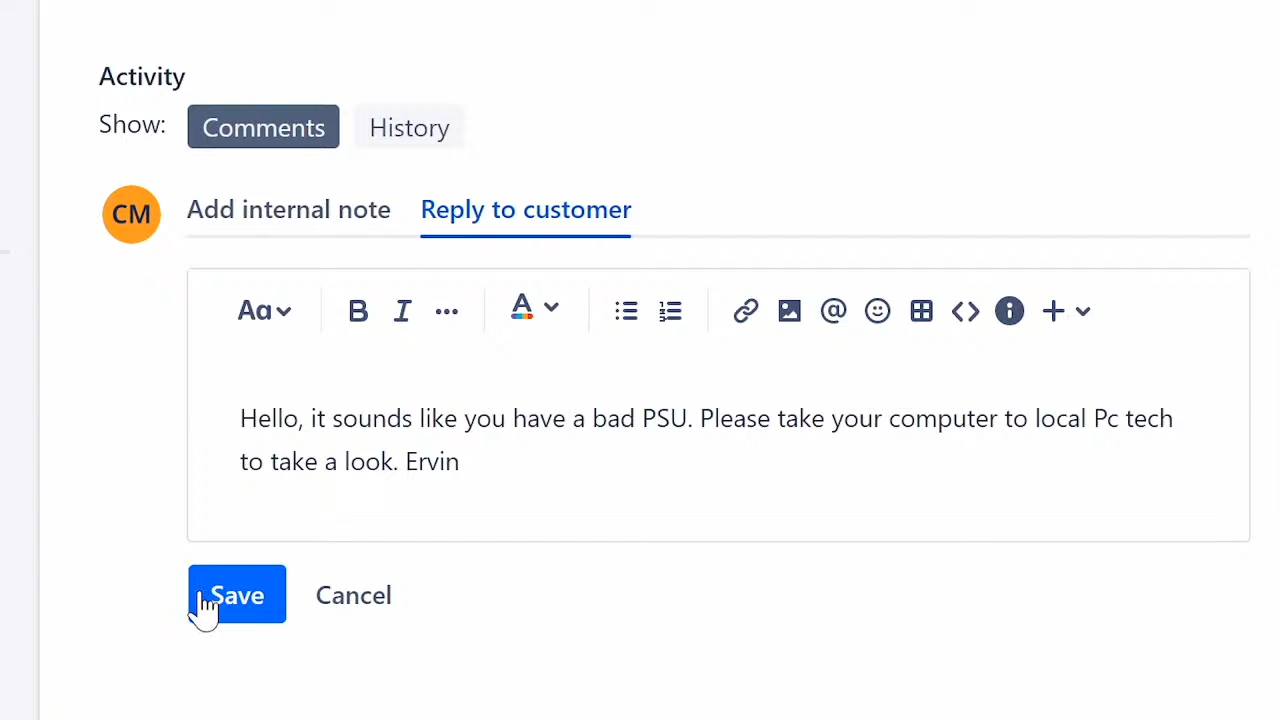 Activity
Show: Comments History
CM Add internal note Reply to customer
Aa B I ... A @ <> i +
Hello, it sounds like you have a bad PSU. Please take your computer to local Pc tech
to take a look. Ervin
Save Cancel